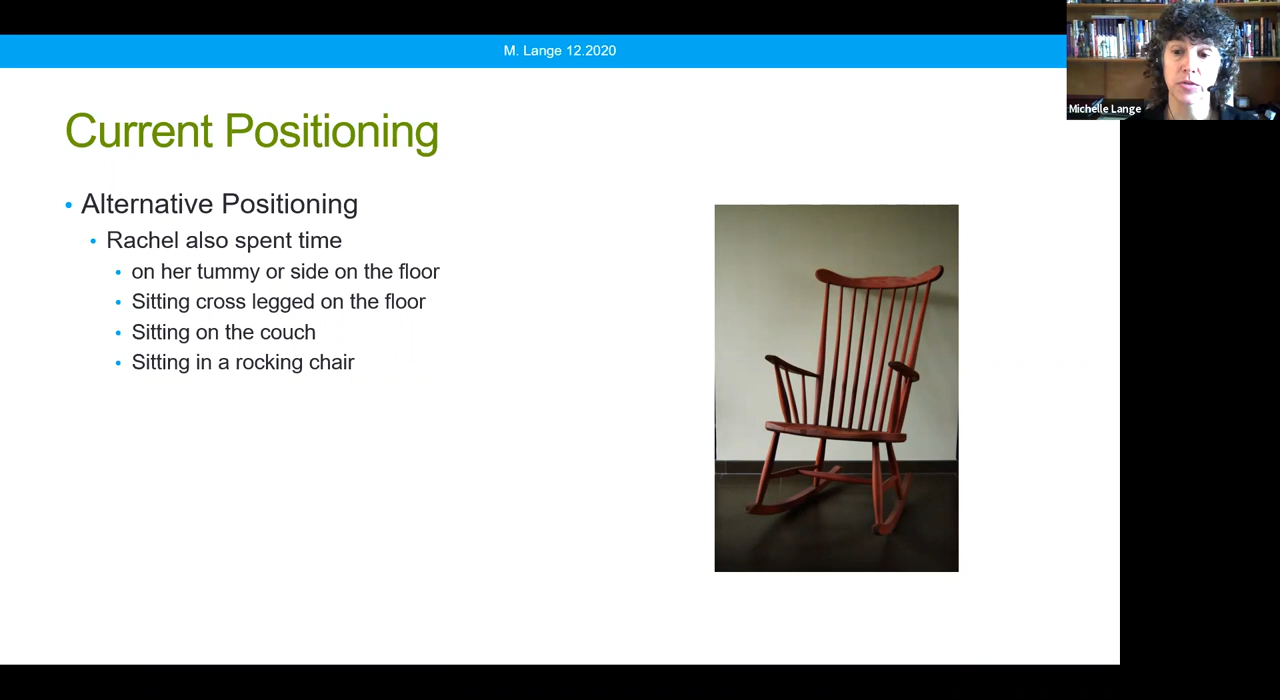 M. Lange 12.2020
Michelle Lange
Current Positioning
• Alternative Positioning
• Rachel also spent time
• on her tummy or side on the floor
• Sitting cross legged on the floor
• Sitting on the couch
• Sitting in a rocking chair